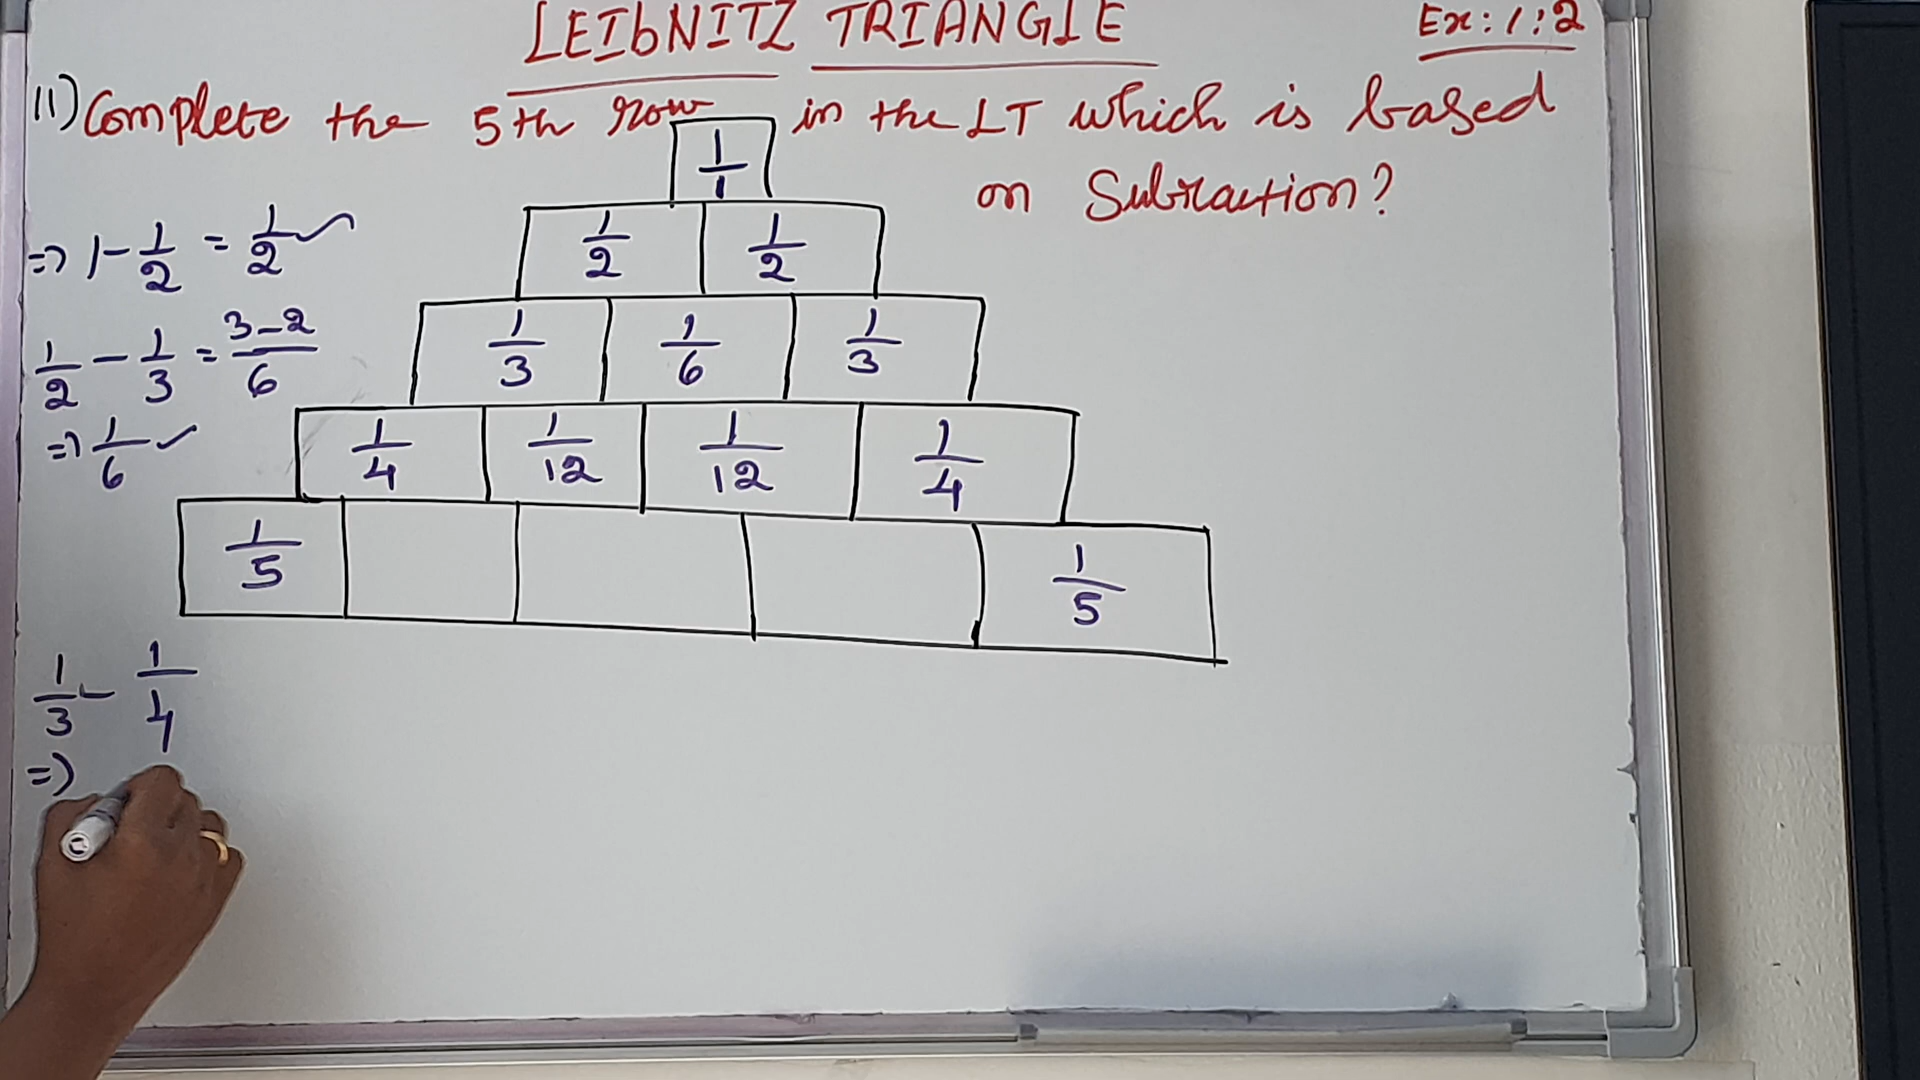 LEIbNITZ TRIANGLE
Ex: 1:2
11) Complete the 5th row in the LT which is based
on Subtraction?
1/1
1/2 1/2
1/3 1/6 1/3
1/4 1/12 1/12 1/4
1/5 1/5
=> 1 - 1/2 = 1/2 ✓
1/2 - 1/3 = 3-2/6
=> 1/6 ✓
1/3 - 1/4
=>